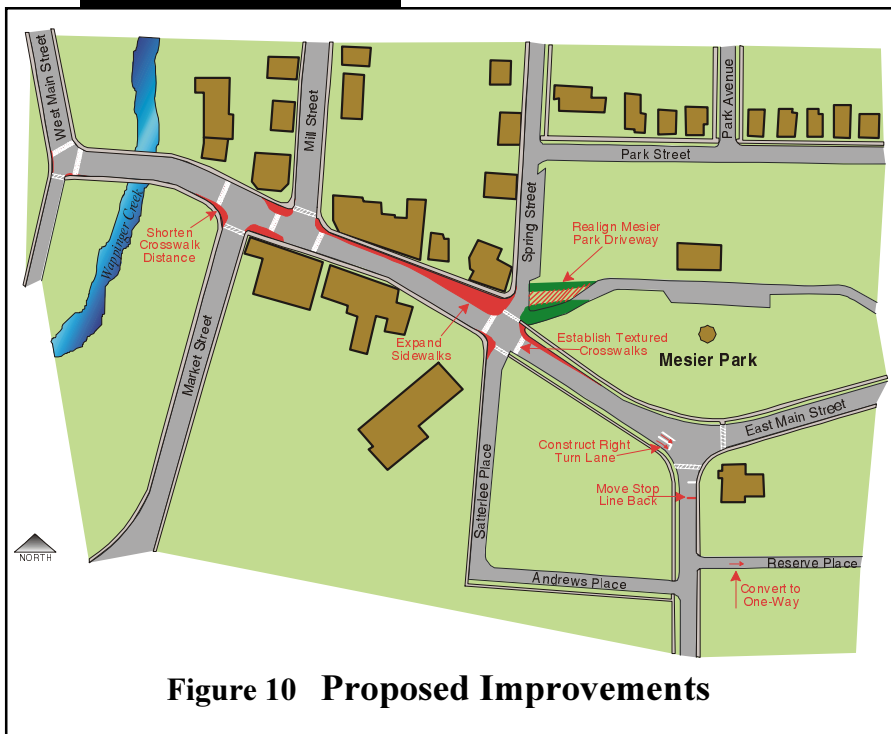 West Main Street
Wappinger Creek
Mill Street
Park Avenue
Park Street
Spring Street
Shorten
Crosswalk
Distance
Realign Mesier
Park Driveway
Market Street
Expand
Sidewalks
Establish Textured
Crosswalks
Mesier Park
East Main Street
Construct Right
Turn Lane
Move Stop
Line Back
Satterlee Place
NORTH
Andrews Place
Reserve Place
Convert to
One-Way
Figure 10 Proposed Improvements